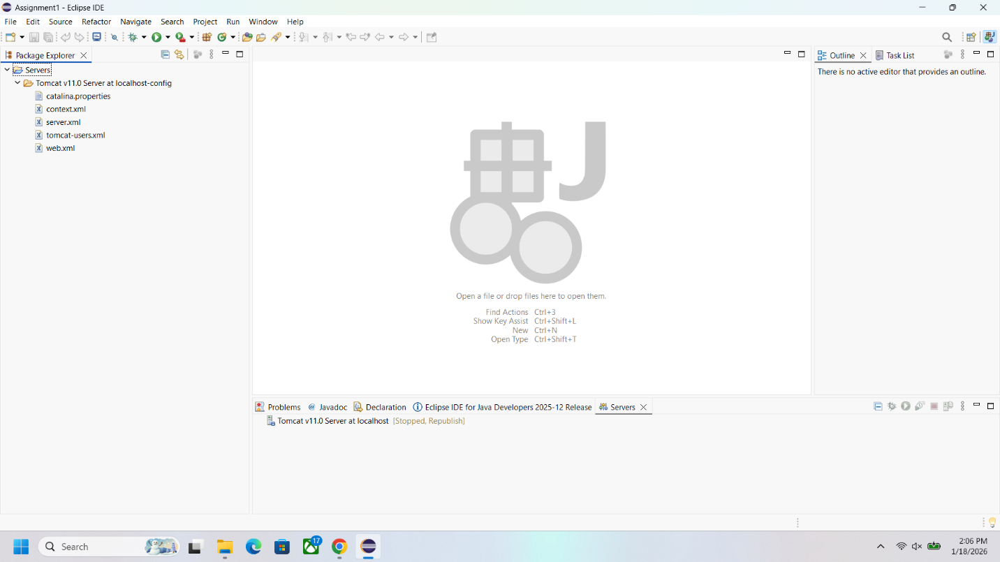 Assignment1 - Eclipse IDE
File Edit Source Refactor Navigate Search Project Run Window Help
Package Explorer
Servers
Tomcat v11.0 Server at localhost-config
catalina.properties
context.xml
server.xml
tomcat-users.xml
web.xml
Open a file or drop files here to open them.
Find Actions Ctrl+3
Show Key Assist Ctrl+Shift+L
New Ctrl+N
Open Type Ctrl+Shift+T
Outline Task List
There is no active editor that provides an outline.
Problems @ Javadoc Declaration Eclipse IDE for Java Developers 2025-12 Release Servers
Tomcat v11.0 Server at localhost [Stopped, Republish]
Search
17
2:06 PM
1/18/2026